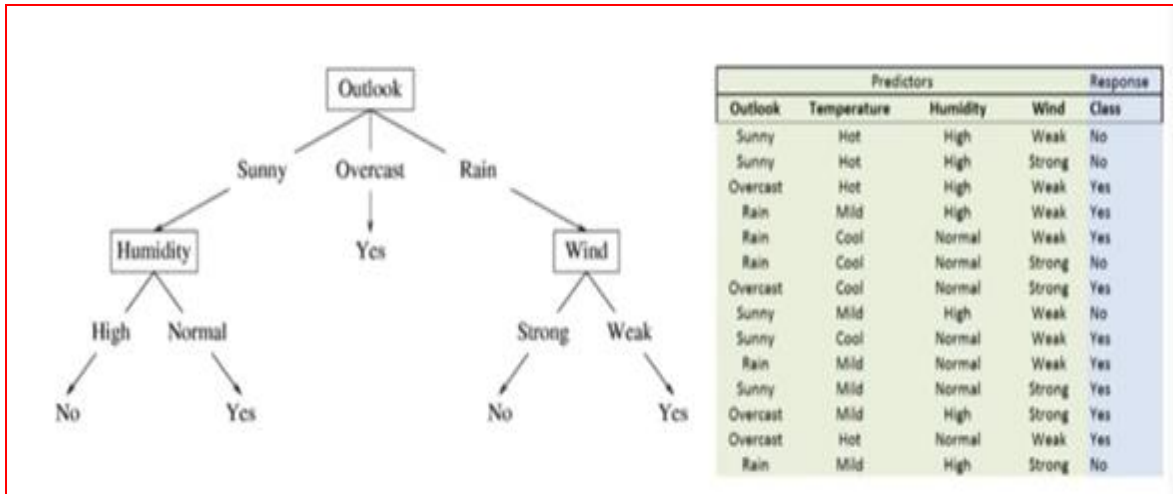 Outlook
Sunny Overcast Rain
Humidity Yes Wind
High Normal Strong Weak
No Yes No Yes
Predictors Response
Outlook Temperature Humidity Wind Class
Sunny Hot High Weak No
Sunny Hot High Strong No
Overcast Hot High Weak Yes
Rain Mild High Weak Yes
Rain Cool Normal Weak Yes
Rain Cool Normal Strong No
Overcast Cool Normal Strong Yes
Sunny Mild High Weak No
Sunny Cool Normal Weak Yes
Rain Mild Normal Weak Yes
Sunny Mild Normal Strong Yes
Overcast Mild High Strong Yes
Overcast Hot Normal Weak Yes
Rain Mild High Strong No